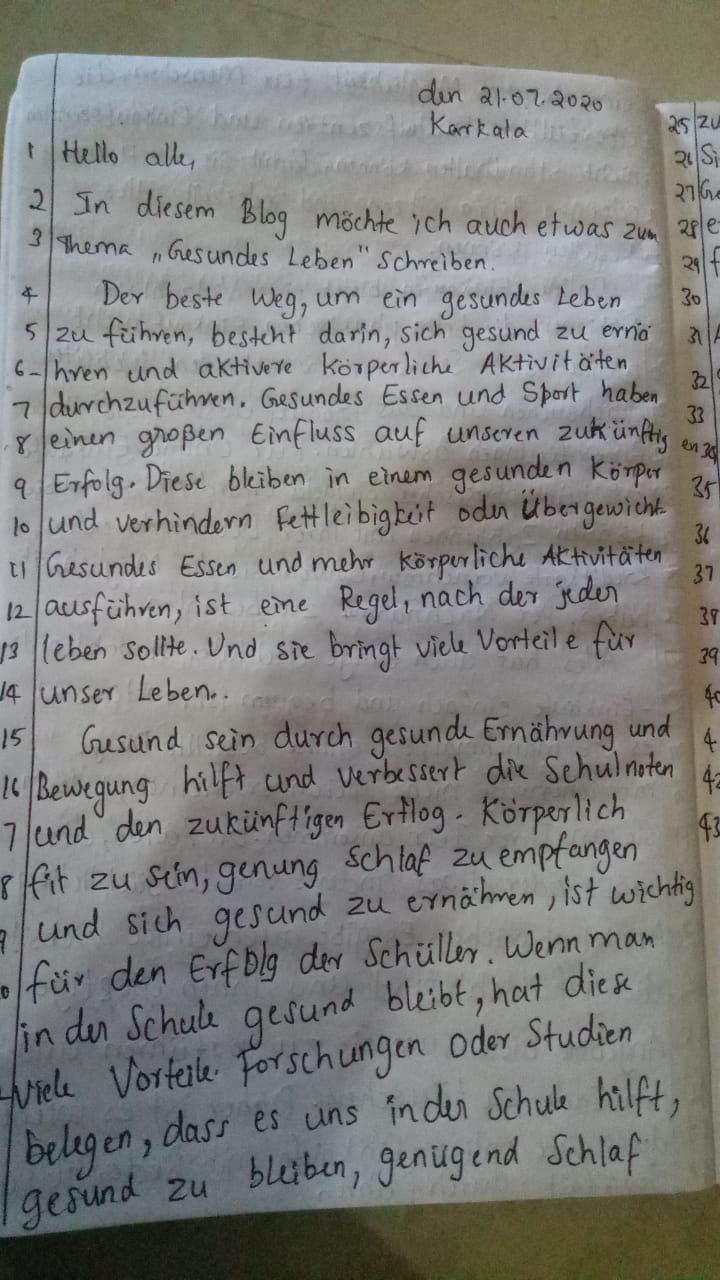 den 21.07.2020
Karkala
1 Hello alle,
2 In diesem Blog möchte ich auch etwas zum
3 Thema „Gesundes Leben" schreiben.
4 Der beste Weg, um ein gesundes Leben
5 zu führen, besteht darin, sich gesund zu ernä
6- hren und aktivere körperliche Aktivitäten
7 durchzuführen. Gesundes Essen und Sport haben
8 einen großen Einfluss auf unseren zukünftigen
9 Erfolg. Diese bleiben in einem gesunden Körper
10 und verhindern Fettleibigkeit oder Übergewicht
11 Gesundes Essen und mehr körperliche Aktivitäten
12 ausführen, ist eine Regel, nach der jeder
13 leben sollte. Und sie bringt viele Vorteile für
14 unser Leben..
15 Gesund sein durch gesunde Ernährung und
16 Bewegung hilft und verbessert die Schulnoten
7 und den zukünftigen Erflog. Körperlich
8 fit zu sein, genung Schlaf zu empfangen
9 und sich gesund zu ernähren, ist wichtig
0 für den Erfolg der Schüller. Wenn man
in der Schule gesund bleibt, hat diese
viele Vorteile. Forschungen oder Studien
belegen, dass es uns in der Schule hilft,
gesund zu bleiben, genügend Schlaf
25 zu
26 Si
27 Ge
28 e
29 f
30
31
32
33
34
35
36
37
38
39
40
4
42
43